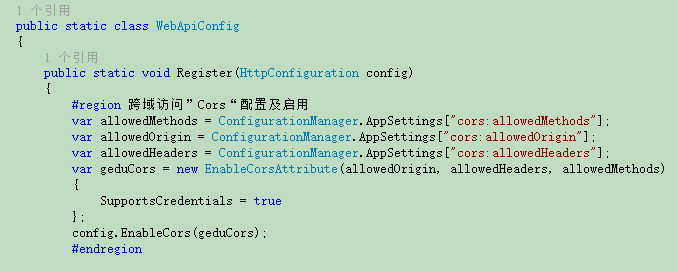 1 个引用
public static class WebApiConfig
{
1 个引用
public static void Register(HttpConfiguration config)
{
#region 跨域访问”Cors“配置及启用
var allowedMethods = ConfigurationManager.AppSettings["cors:allowedMethods"];
var allowedOrigin = ConfigurationManager.AppSettings["cors:allowedOrigin"];
var allowedHeaders = ConfigurationManager.AppSettings["cors:allowedHeaders"];
var geduCors = new EnableCorsAttribute(allowedOrigin, allowedHeaders, allowedMethods)
{
SupportsCredentials = true
};
config.EnableCors(geduCors);
#endregion